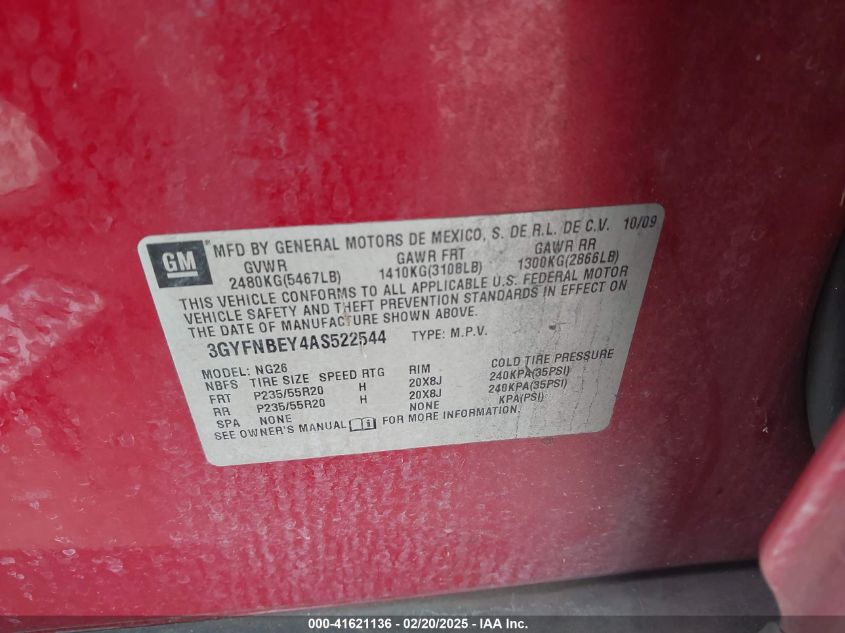 GM ® MFD BY GENERAL MOTORS DE MEXICO, S. DE R.L. DE C.V. 10/09
GVWR GAWR FRT GAWR RR
2480KG(5467LB) 1410KG(3108LB) 1300KG(2866LB)
THIS VEHICLE CONFORMS TO ALL APPLICABLE U.S. FEDERAL MOTOR
VEHICLE SAFETY AND THEFT PREVENTION STANDARDS IN EFFECT ON
THE DATE OF MANUFACTURE SHOWN ABOVE.
3GYFNBEY4AS522544 TYPE: M.P.V.
MODEL: NG26
NBFS TIRE SIZE SPEED RTG RIM COLD TIRE PRESSURE
FRT P235/55R20 H 20X8J 240KPA(35PSI)
RR P235/55R20 H 20X8J 240KPA(35PSI)
SPA NONE NONE KPA(PSI)
SEE OWNER'S MANUAL FOR MORE INFORMATION.
000-41621136 - 02/20/2025 - IAA Inc.